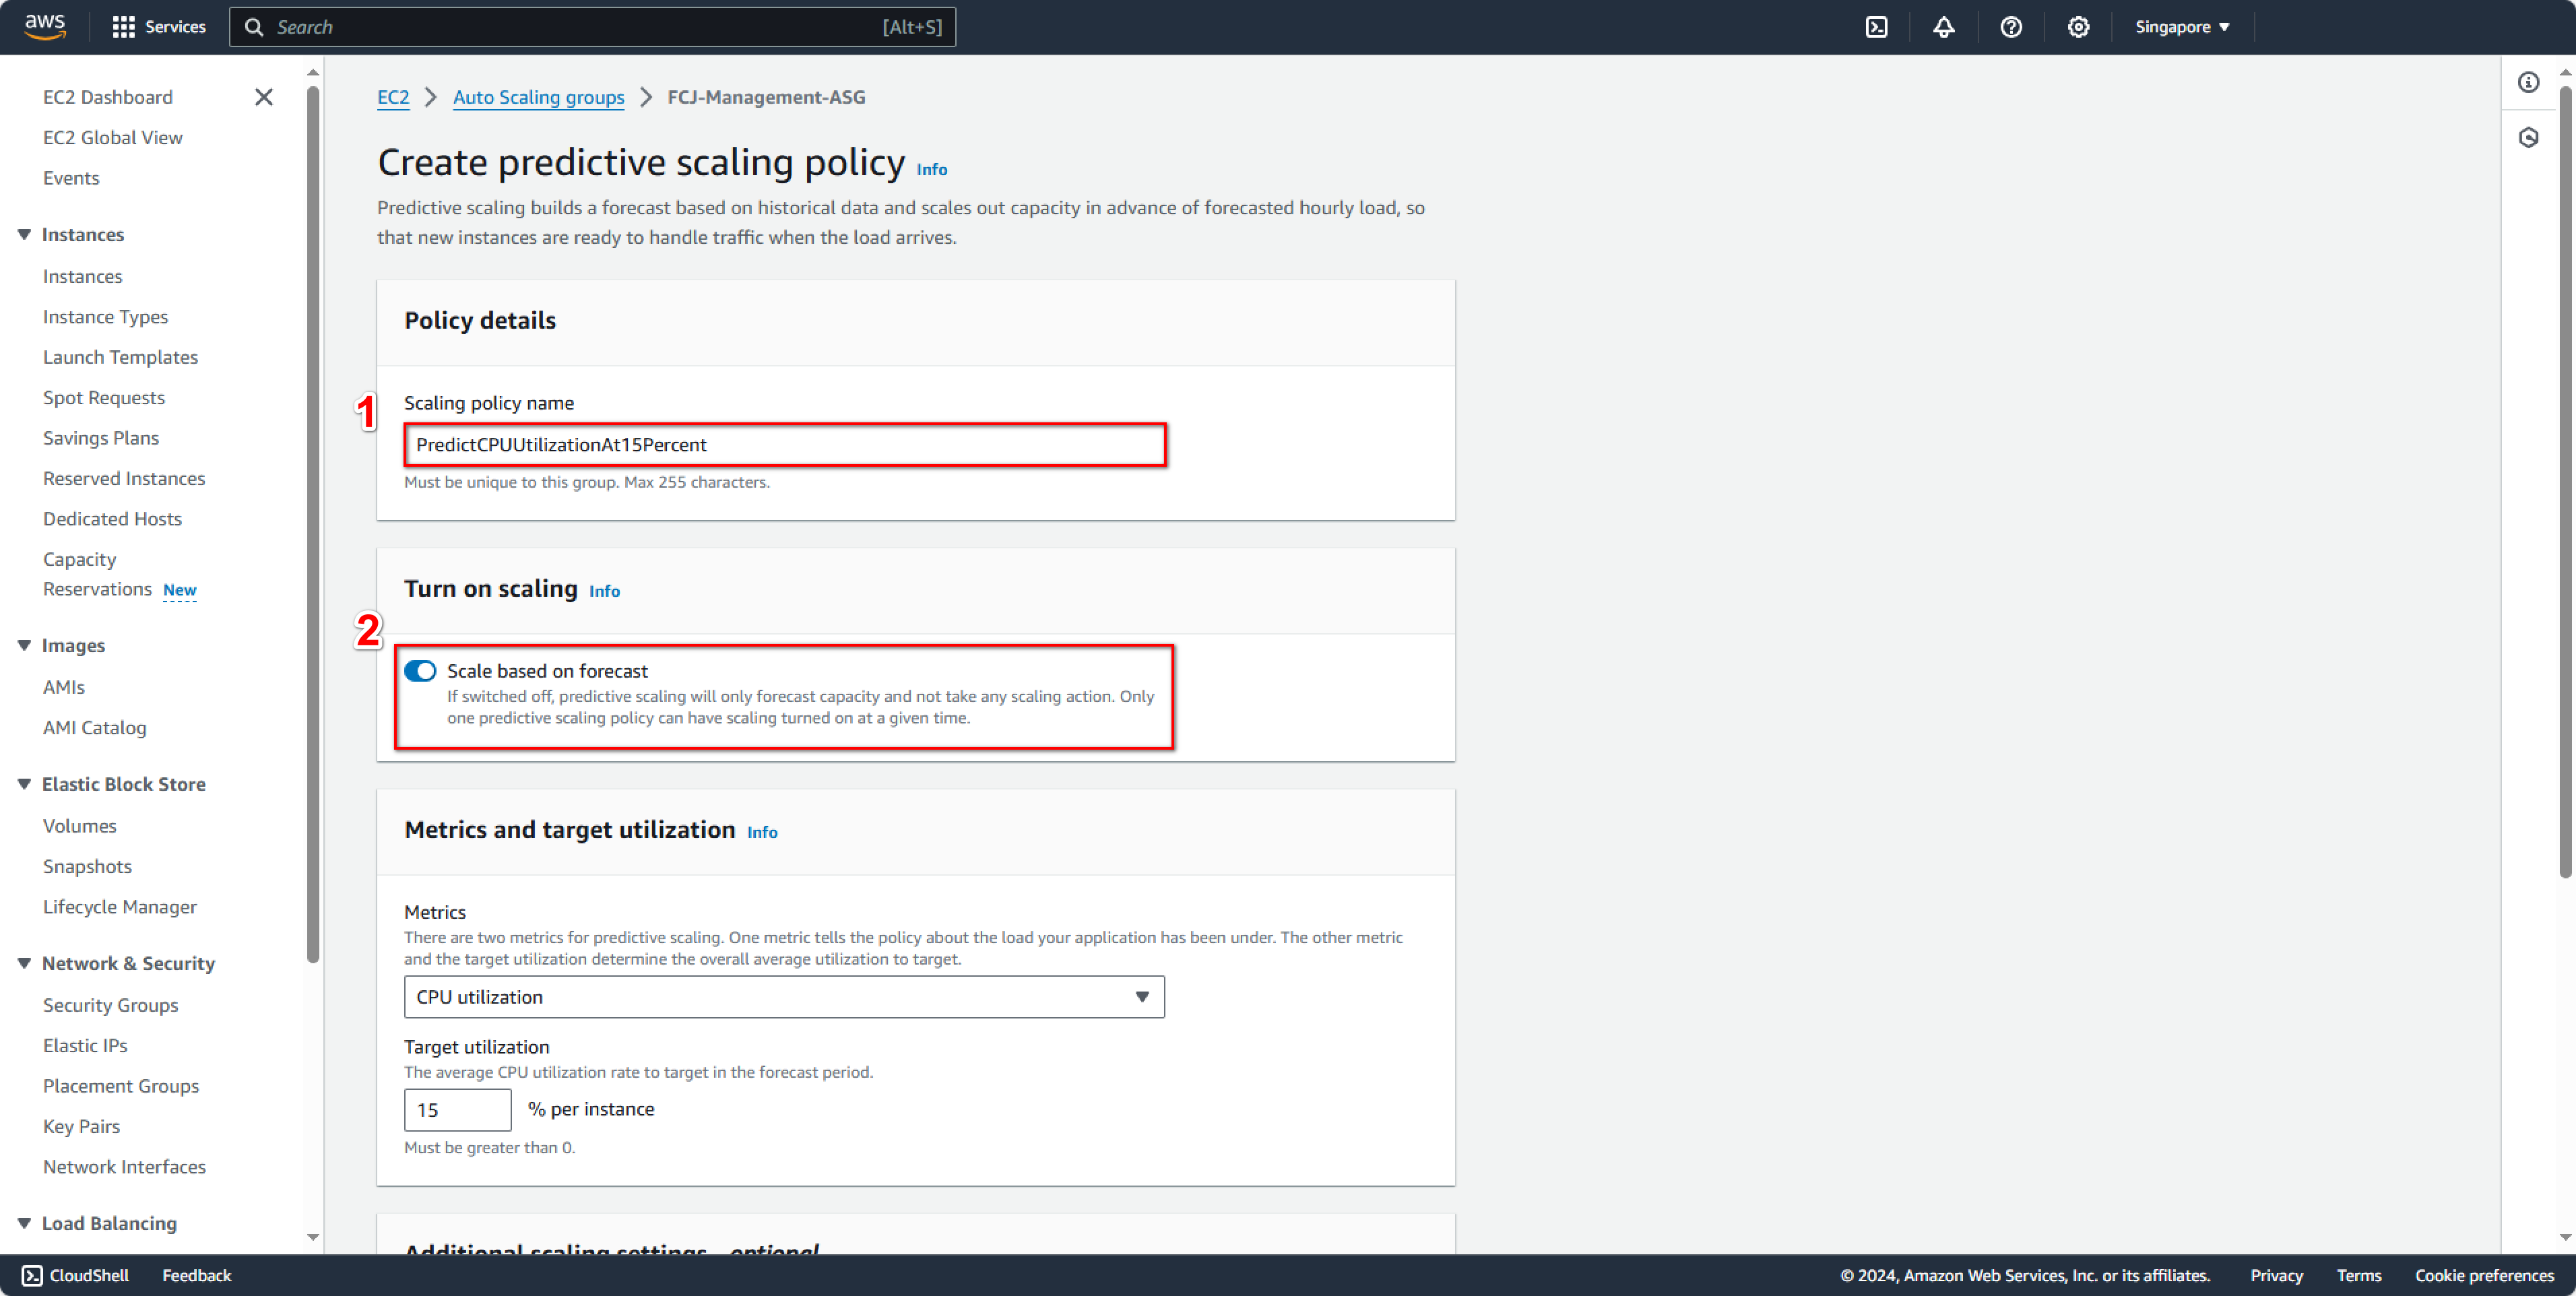 aws
Services
Search
[Alt+S]
Singapore
EC2 Dashboard
EC2 Global View
Events
Instances
Instances
Instance Types
Launch Templates
Spot Requests
Savings Plans
Reserved Instances
Dedicated Hosts
Capacity
Reservations New
Images
AMIs
AMI Catalog
Elastic Block Store
Volumes
Snapshots
Lifecycle Manager
Network & Security
Security Groups
Elastic IPs
Placement Groups
Key Pairs
Network Interfaces
Load Balancing
EC2
Auto Scaling groups
FCJ-Management-ASG
Create predictive scaling policy Info
Predictive scaling builds a forecast based on historical data and scales out capacity in advance of forecasted hourly load, so
that new instances are ready to handle traffic when the load arrives.
Policy details
1
Scaling policy name
PredictCPUUtilizationAt15Percent
Must be unique to this group. Max 255 characters.
Turn on scaling Info
2
Scale based on forecast
If switched off, predictive scaling will only forecast capacity and not take any scaling action. Only
one predictive scaling policy can have scaling turned on at a given time.
Metrics and target utilization Info
Metrics
There are two metrics for predictive scaling. One metric tells the policy about the load your application has been under. The other metric
and the target utilization determine the overall average utilization to target.
CPU utilization
Target utilization
The average CPU utilization rate to target in the forecast period.
15
% per instance
Must be greater than 0.
Additional scaling settings - optional
CloudShell
Feedback
© 2024, Amazon Web Services, Inc. or its affiliates.
Privacy
Terms
Cookie preferences